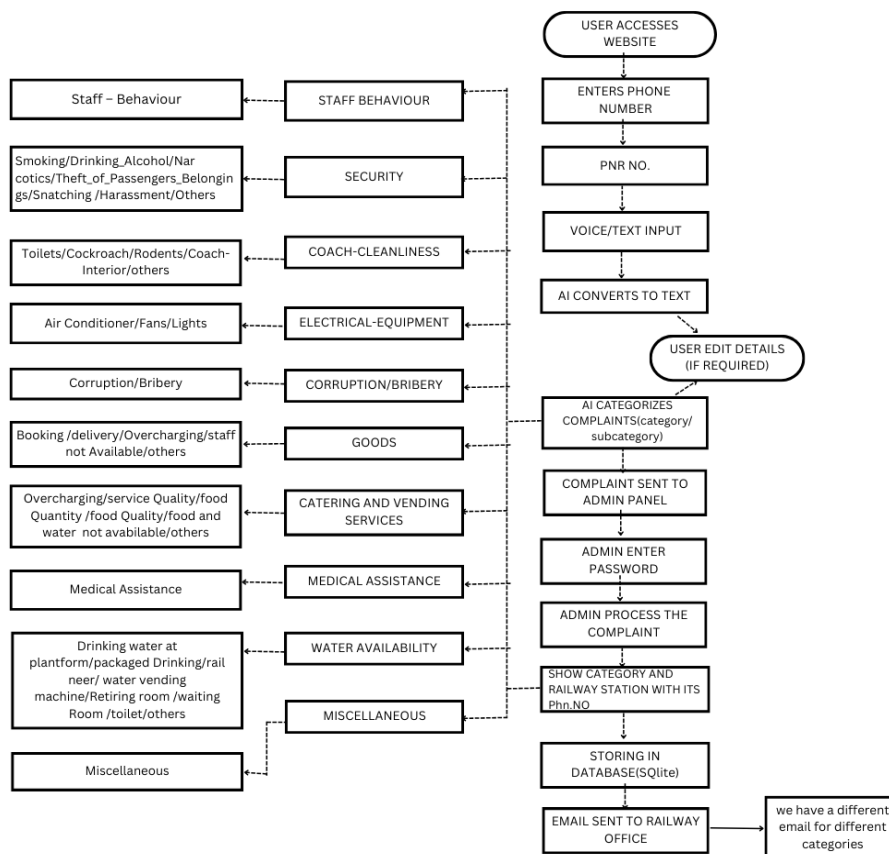 USER ACCESSES
WEBSITE
ENTERS PHONE
NUMBER
PNR NO.
VOICE/TEXT INPUT
AI CONVERTS TO TEXT
USER EDIT DETAILS
(IF REQUIRED)
AI CATEGORIZES
COMPLAINTS(category/
subcategory)
COMPLAINT SENT TO
ADMIN PANEL
ADMIN ENTER
PASSWORD
ADMIN PROCESS THE
COMPLAINT
SHOW CATEGORY AND
RAILWAY STATION WITH ITS
Phn.NO
STORING IN
DATABASE(SQlite)
EMAIL SENT TO RAILWAY
OFFICE
we have a different
email for different
categories
STAFF BEHAVIOUR
Staff – Behaviour
SECURITY
Smoking/Drinking_Alcohol/Nar
cotics/Theft_of_Passengers_Belongin
gs/Snatching /Harassment/Others
COACH-CLEANLINESS
Toilets/Cockroach/Rodents/Coach-
Interior/others
ELECTRICAL-EQUIPMENT
Air Conditioner/Fans/Lights
CORRUPTION/BRIBERY
Corruption/Bribery
GOODS
Booking /delivery/Overcharging/staff
not Available/others
CATERING AND VENDING
SERVICES
Overcharging/service Quality/food
Quantity /food Quality/food and
water not avabilable/others
MEDICAL ASSISTANCE
Medical Assistance
WATER AVAILABILITY
Drinking water at
plantform/packaged Drinking/rail
neer/ water vending
machine/Retiring room /waiting
Room /toilet/others
MISCELLANEOUS
Miscellaneous